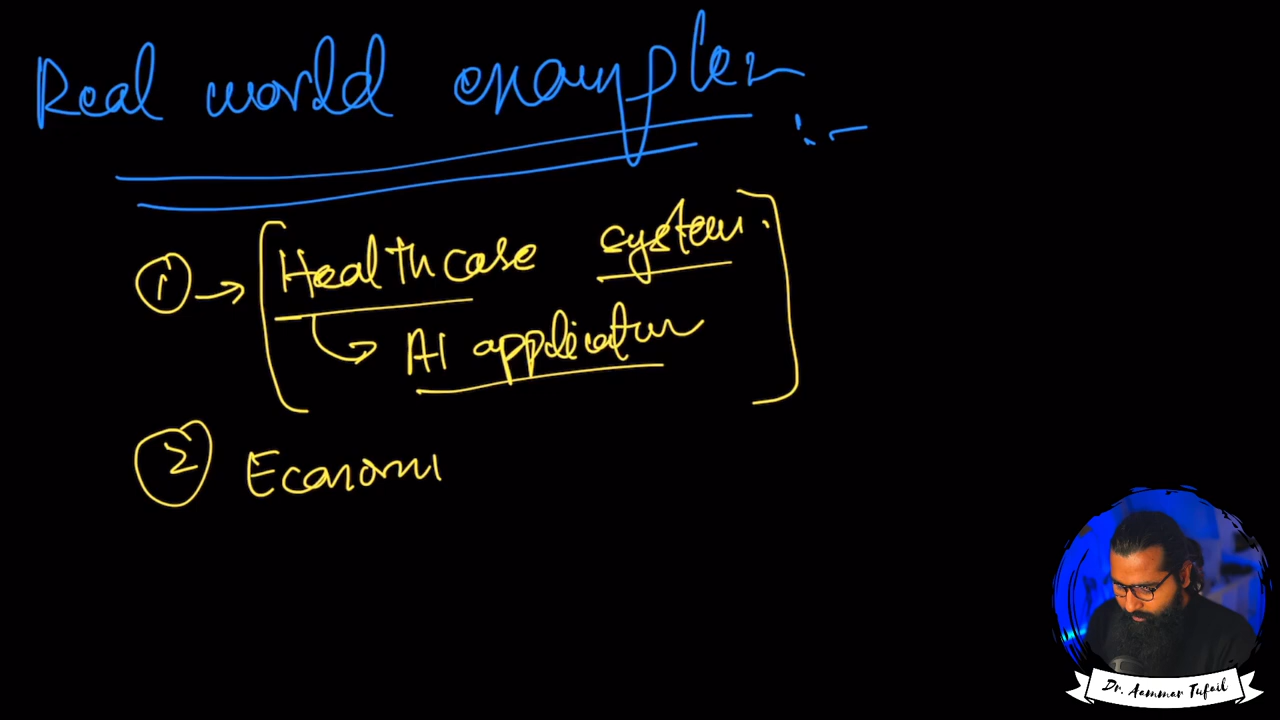 Real world examples :-
① → [Healthcare system.
↳ AI application]
② Economi
Dr. Aammar Tufail